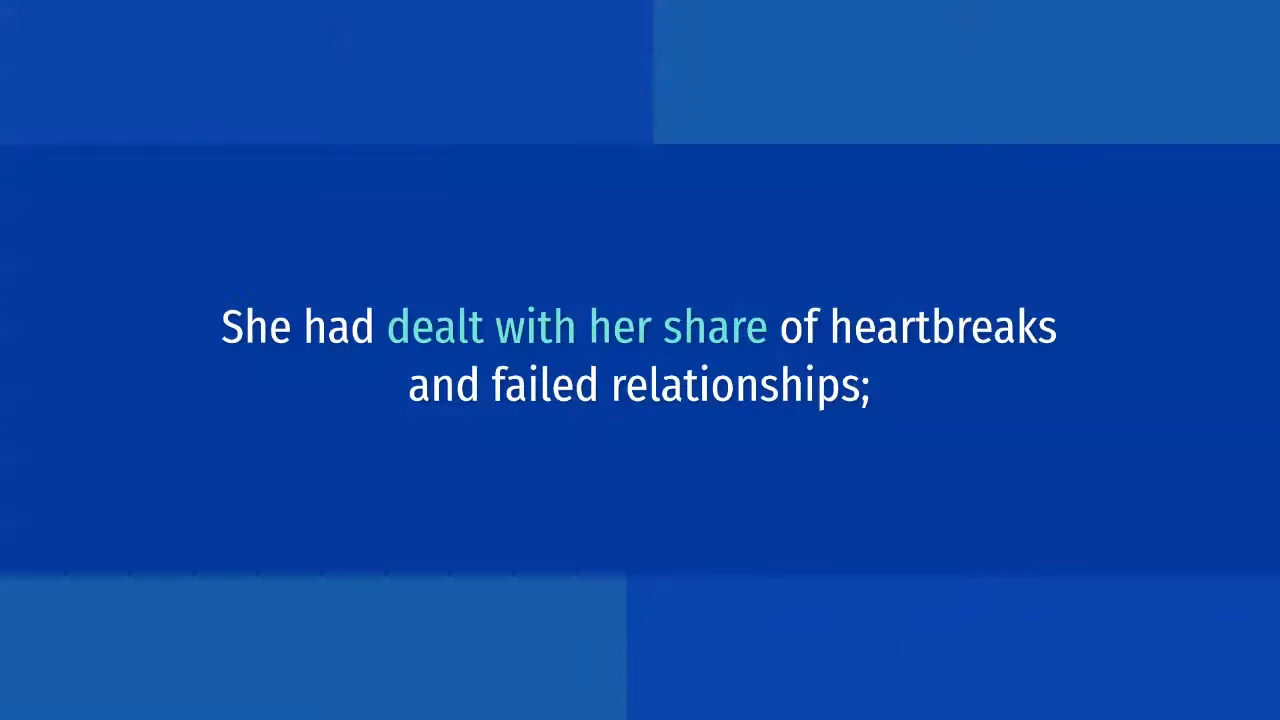 She had dealt with her share of heartbreaks
and failed relationships;